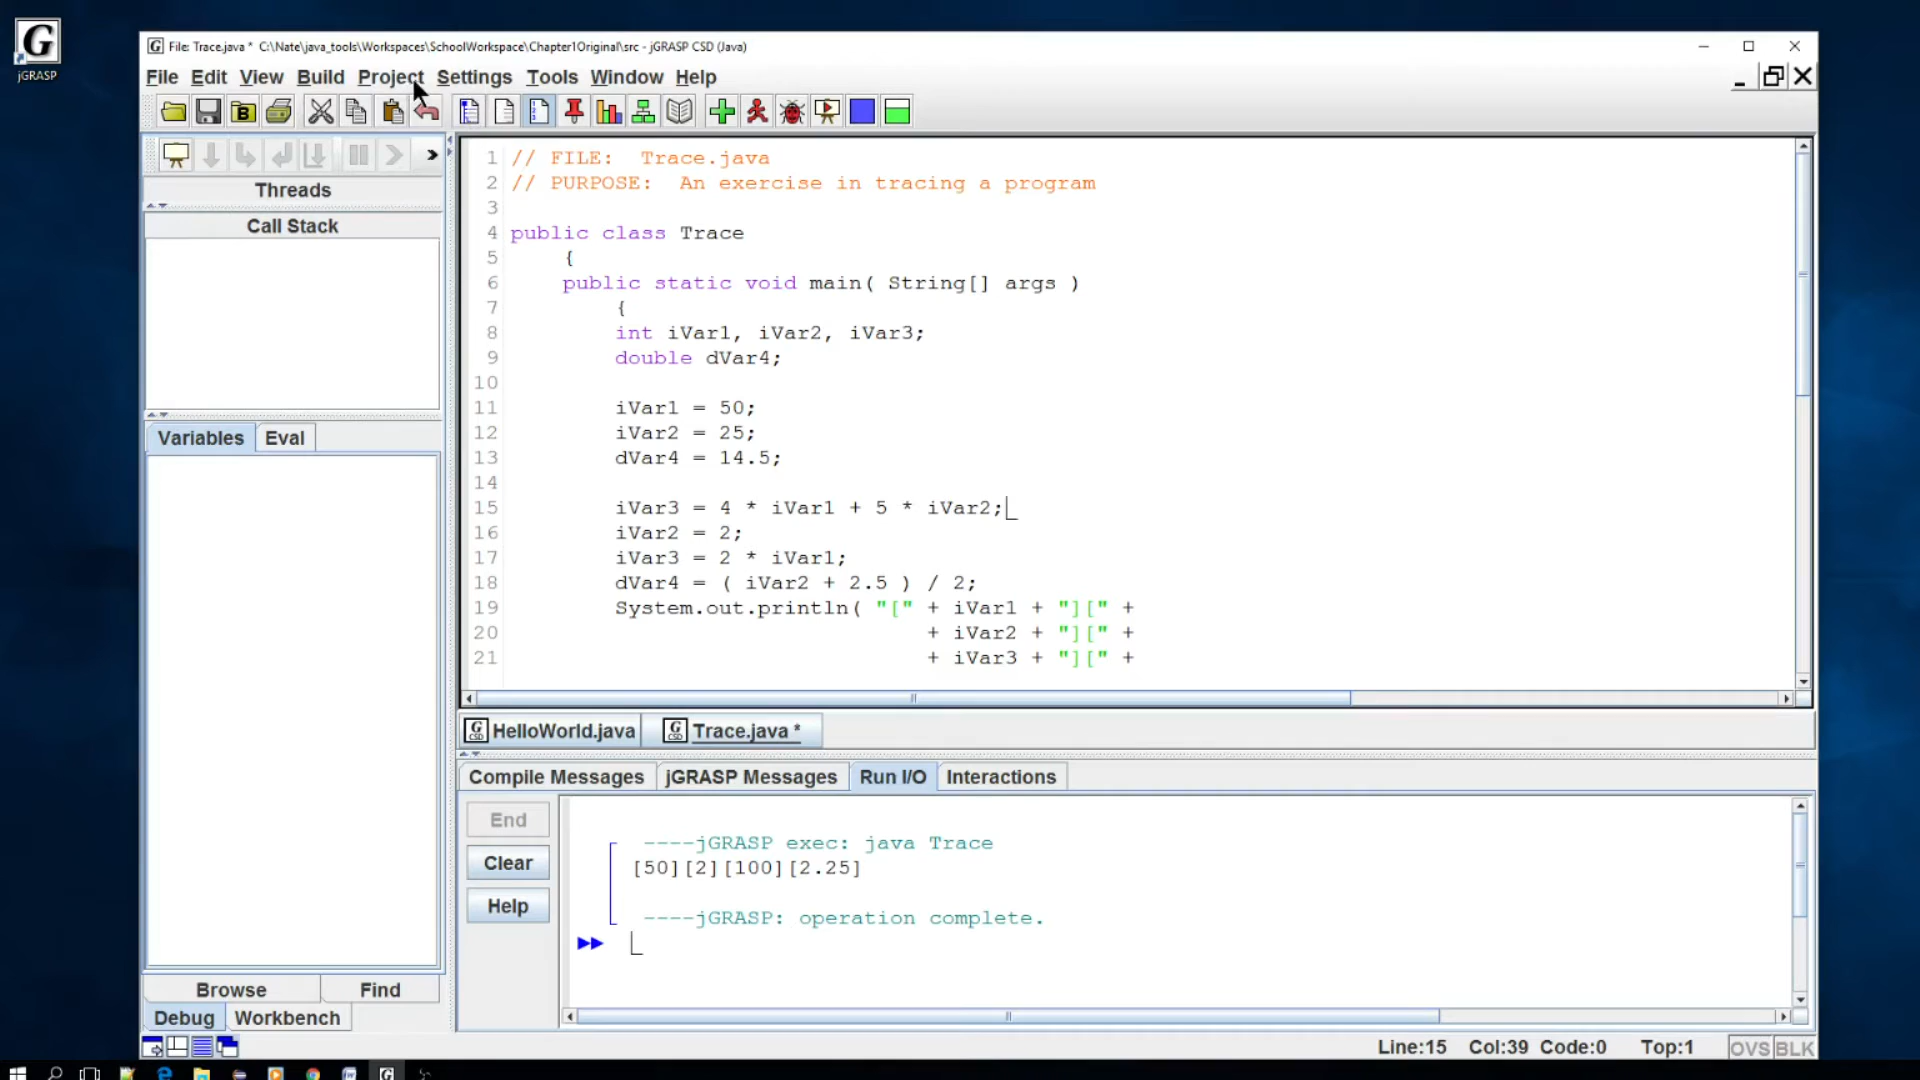 jGRASP
File: Trace.java *  C:\Nate\java_tools\Workspaces\SchoolWorkspace\Chapter1Original\src - jGRASP CSD (Java)
File Edit View Build Project Settings Tools Window Help
Threads
Call Stack
Variables Eval
Browse Find
Debug Workbench
1 // FILE:  Trace.java
2 // PURPOSE:  An exercise in tracing a program
3
4 public class Trace
5 {
6 public static void main( String[] args )
7 {
8 int iVar1, iVar2, iVar3;
9 double dVar4;
10
11 iVar1 = 50;
12 iVar2 = 25;
13 dVar4 = 14.5;
14
15 iVar3 = 4 * iVar1 + 5 * iVar2;
16 iVar2 = 2;
17 iVar3 = 2 * iVar1;
18 dVar4 = ( iVar2 + 2.5 ) / 2;
19 System.out.println( "[" + iVar1 + "][" +
20 + iVar2 + "][" +
21 + iVar3 + "][" +
HelloWorld.java Trace.java *
Compile Messages jGRASP Messages Run I/O Interactions
End
Clear
Help
----jGRASP exec: java Trace
[50][2][100][2.25]
----jGRASP: operation complete.
Line:15 Col:39 Code:0 Top:1 OVS BLK